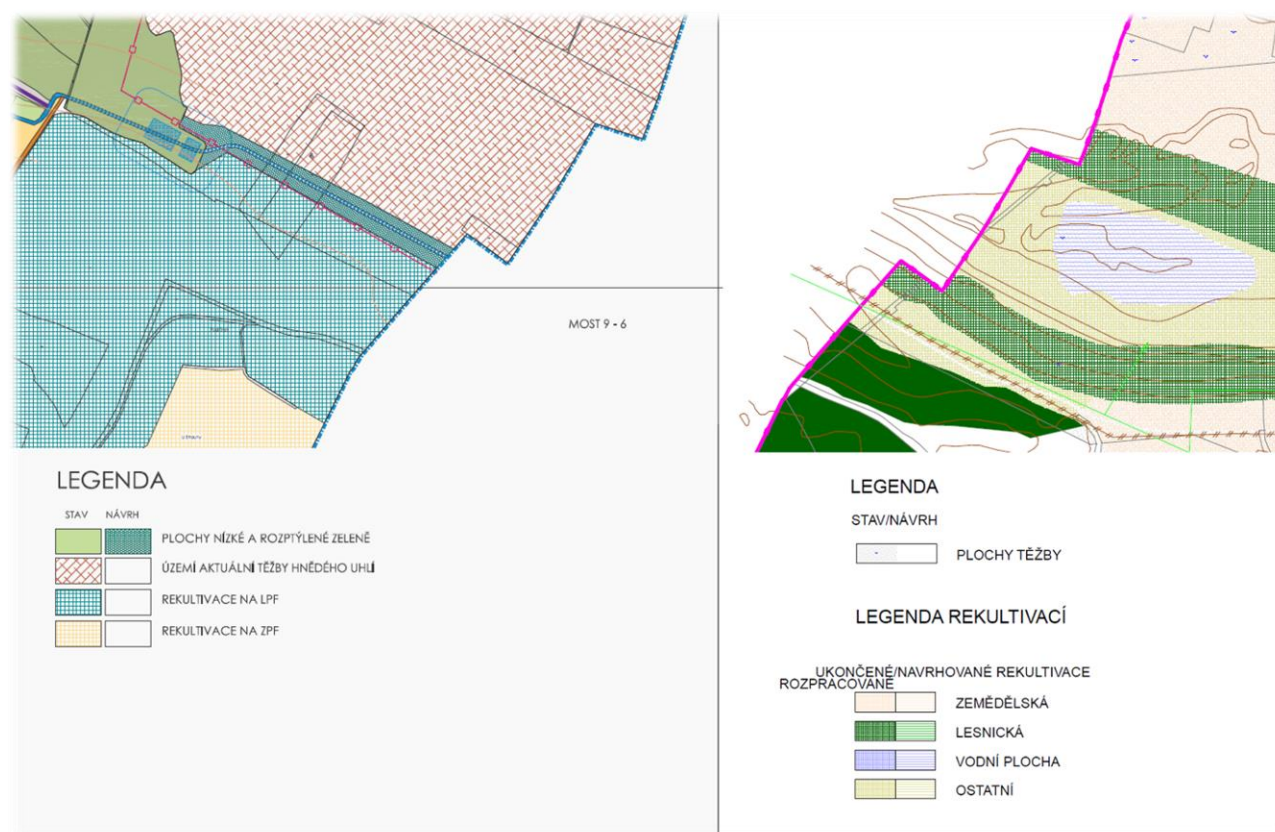 MOST 9 - 6
LEGENDA
STAV NÁVRH
PLOCHY NÍZKÉ A ROZPTÝLENÉ ZELENĚ
ÚZEMÍ AKTUÁLNÍ TĚŽBY HNĚDÉHO UHLÍ
REKULTIVACE NA LPF
REKULTIVACE NA ZPF
LEGENDA
STAV/NÁVRH
PLOCHY TĚŽBY
LEGENDA REKULTIVACÍ
UKONČENÉ/NAVRHOVANÉ REKULTIVACE
ROZPRACOVANÉ
ZEMĚDĚLSKÁ
LESNICKÁ
VODNÍ PLOCHA
OSTATNÍ